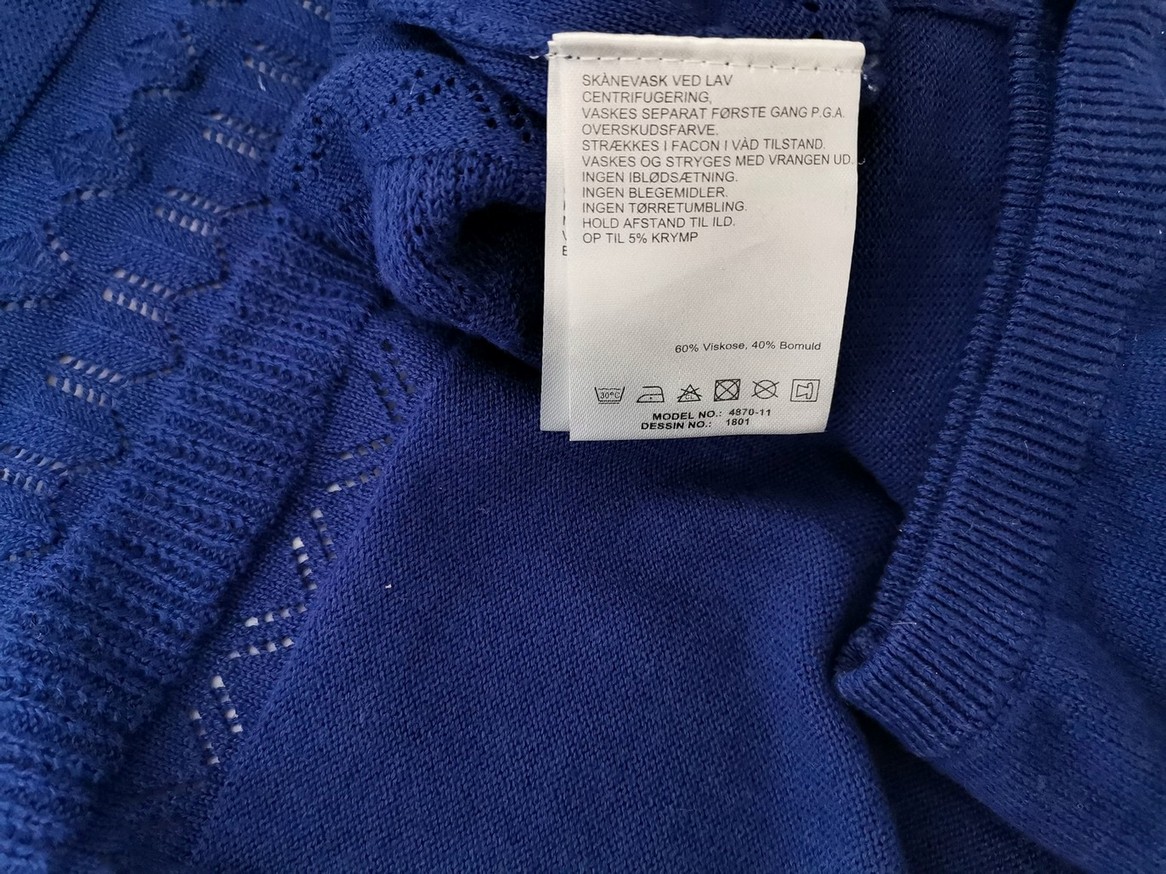 SKÅNEVASK VED LAV
CENTRIFUGERING,
VASKES SEPARAT FØRSTE GANG P.G.A.
OVERSKUDSFARVE.
STRÆKKES I FACON I VÅD TILSTAND.
VASKES OG STRYGES MED VRANGEN UD.
INGEN IBLØDSÆTNING.
INGEN BLEGEMIDLER.
INGEN TØRRETUMBLING.
HOLD AFSTAND TIL ILD.
OP TIL 5% KRYMP
60% Viskose, 40% Bomuld
30°C CL
MODEL NO.: 4870-11
DESSIN NO.: 1801